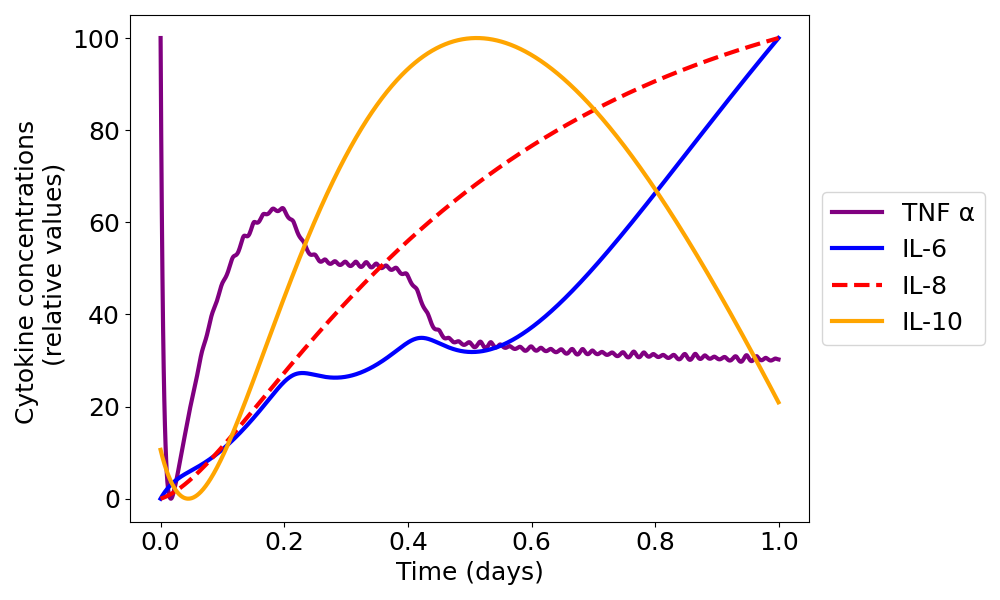 Cytokine concentrations
(relative values)
100
80
60
40
20
0
0.0 0.2 0.4 0.6 0.8 1.0
Time (days)
TNF α
IL-6
IL-8
IL-10